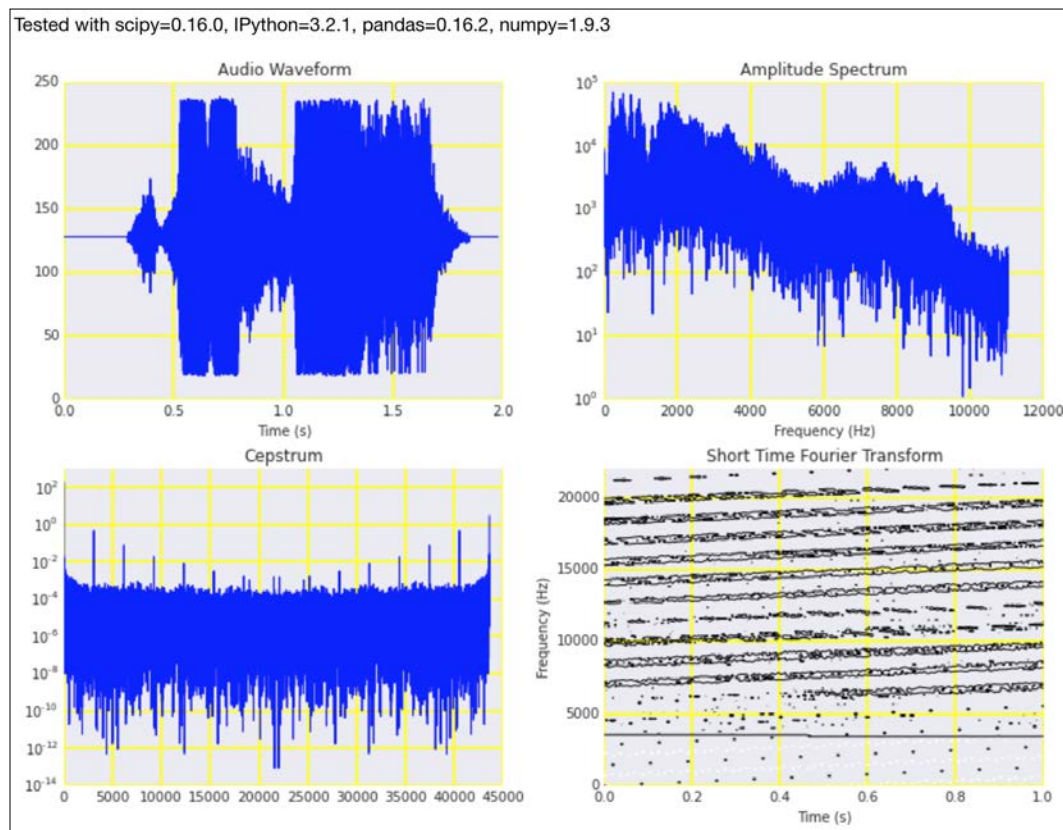 Tested with scipy=0.16.0, IPython=3.2.1, pandas=0.16.2, numpy=1.9.3
Audio Waveform
250
200
150
100
50
0
0.0 0.5 1.0 1.5 2.0
Time (s)
Amplitude Spectrum
10^5
10^4
10^3
10^2
10^1
10^0
0 2000 4000 6000 8000 10000 12000
Frequency (Hz)
Cepstrum
10^2
10^0
10^-2
10^-4
10^-6
10^-8
10^-10
10^-12
10^-14
0 5000 10000 15000 20000 25000 30000 35000 40000 45000
Short Time Fourier Transform
Frequency (Hz)
20000
15000
10000
5000
0
0.0 0.2 0.4 0.6 0.8 1.0
Time (s)